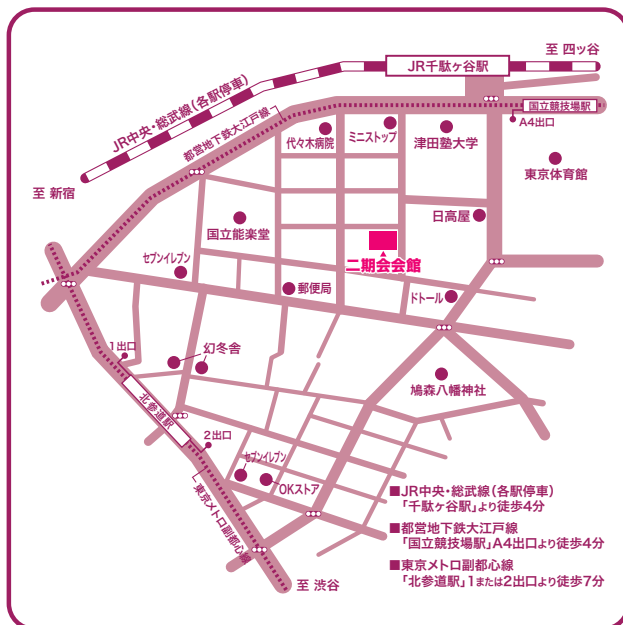 至 四ッ谷
JR千駄ヶ谷駅
JR中央・総武線(各駅停車)
国立競技場駅
A4出口
都営地下鉄大江戸線
代々木病院
ミニストップ
津田塾大学
東京体育館
至 新宿
日高屋
国立能楽堂
二期会会館
セブンイレブン
郵便局
ドトール
1出口
幻冬舎
北参道駅
鳩森八幡神社
2出口
セブンイレブン
OKストア
東京メトロ副都心線
至 渋谷
■JR中央・総武線(各駅停車)
「千駄ヶ谷駅」より徒歩4分
■都営地下鉄大江戸線
「国立競技場駅」A4出口より徒歩4分
■東京メトロ副都心線
「北参道駅」1または2出口より徒歩7分